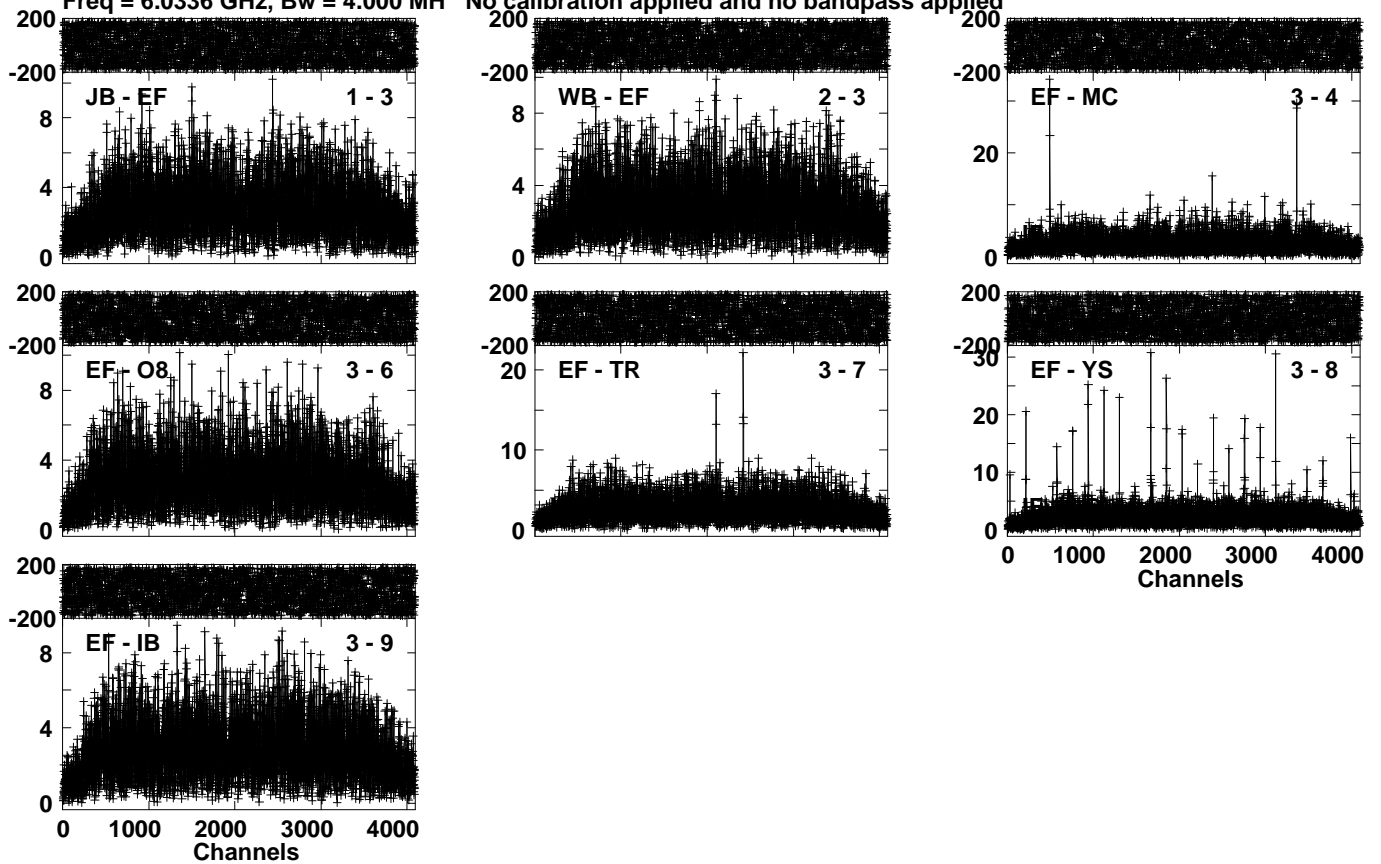 Freq = 6.0336 GHz, Bw = 4.000 MH No calibration applied and no bandpass applied
200
-200
JB - EF 1 - 3
8
4
0
200
-200
WB - EF 2 - 3
8
4
0
200
-200
EF - MC 3 - 4
20
0
200
-200
EF - O8 3 - 6
8
4
0
200
-200
EF - TR 3 - 7
20
10
0
200
-200
EF - YS 3 - 8
30
20
10
0
0 1000 2000 3000 4000
Channels
200
-200
EF - IB 3 - 9
8
4
0
0 1000 2000 3000 4000
Channels